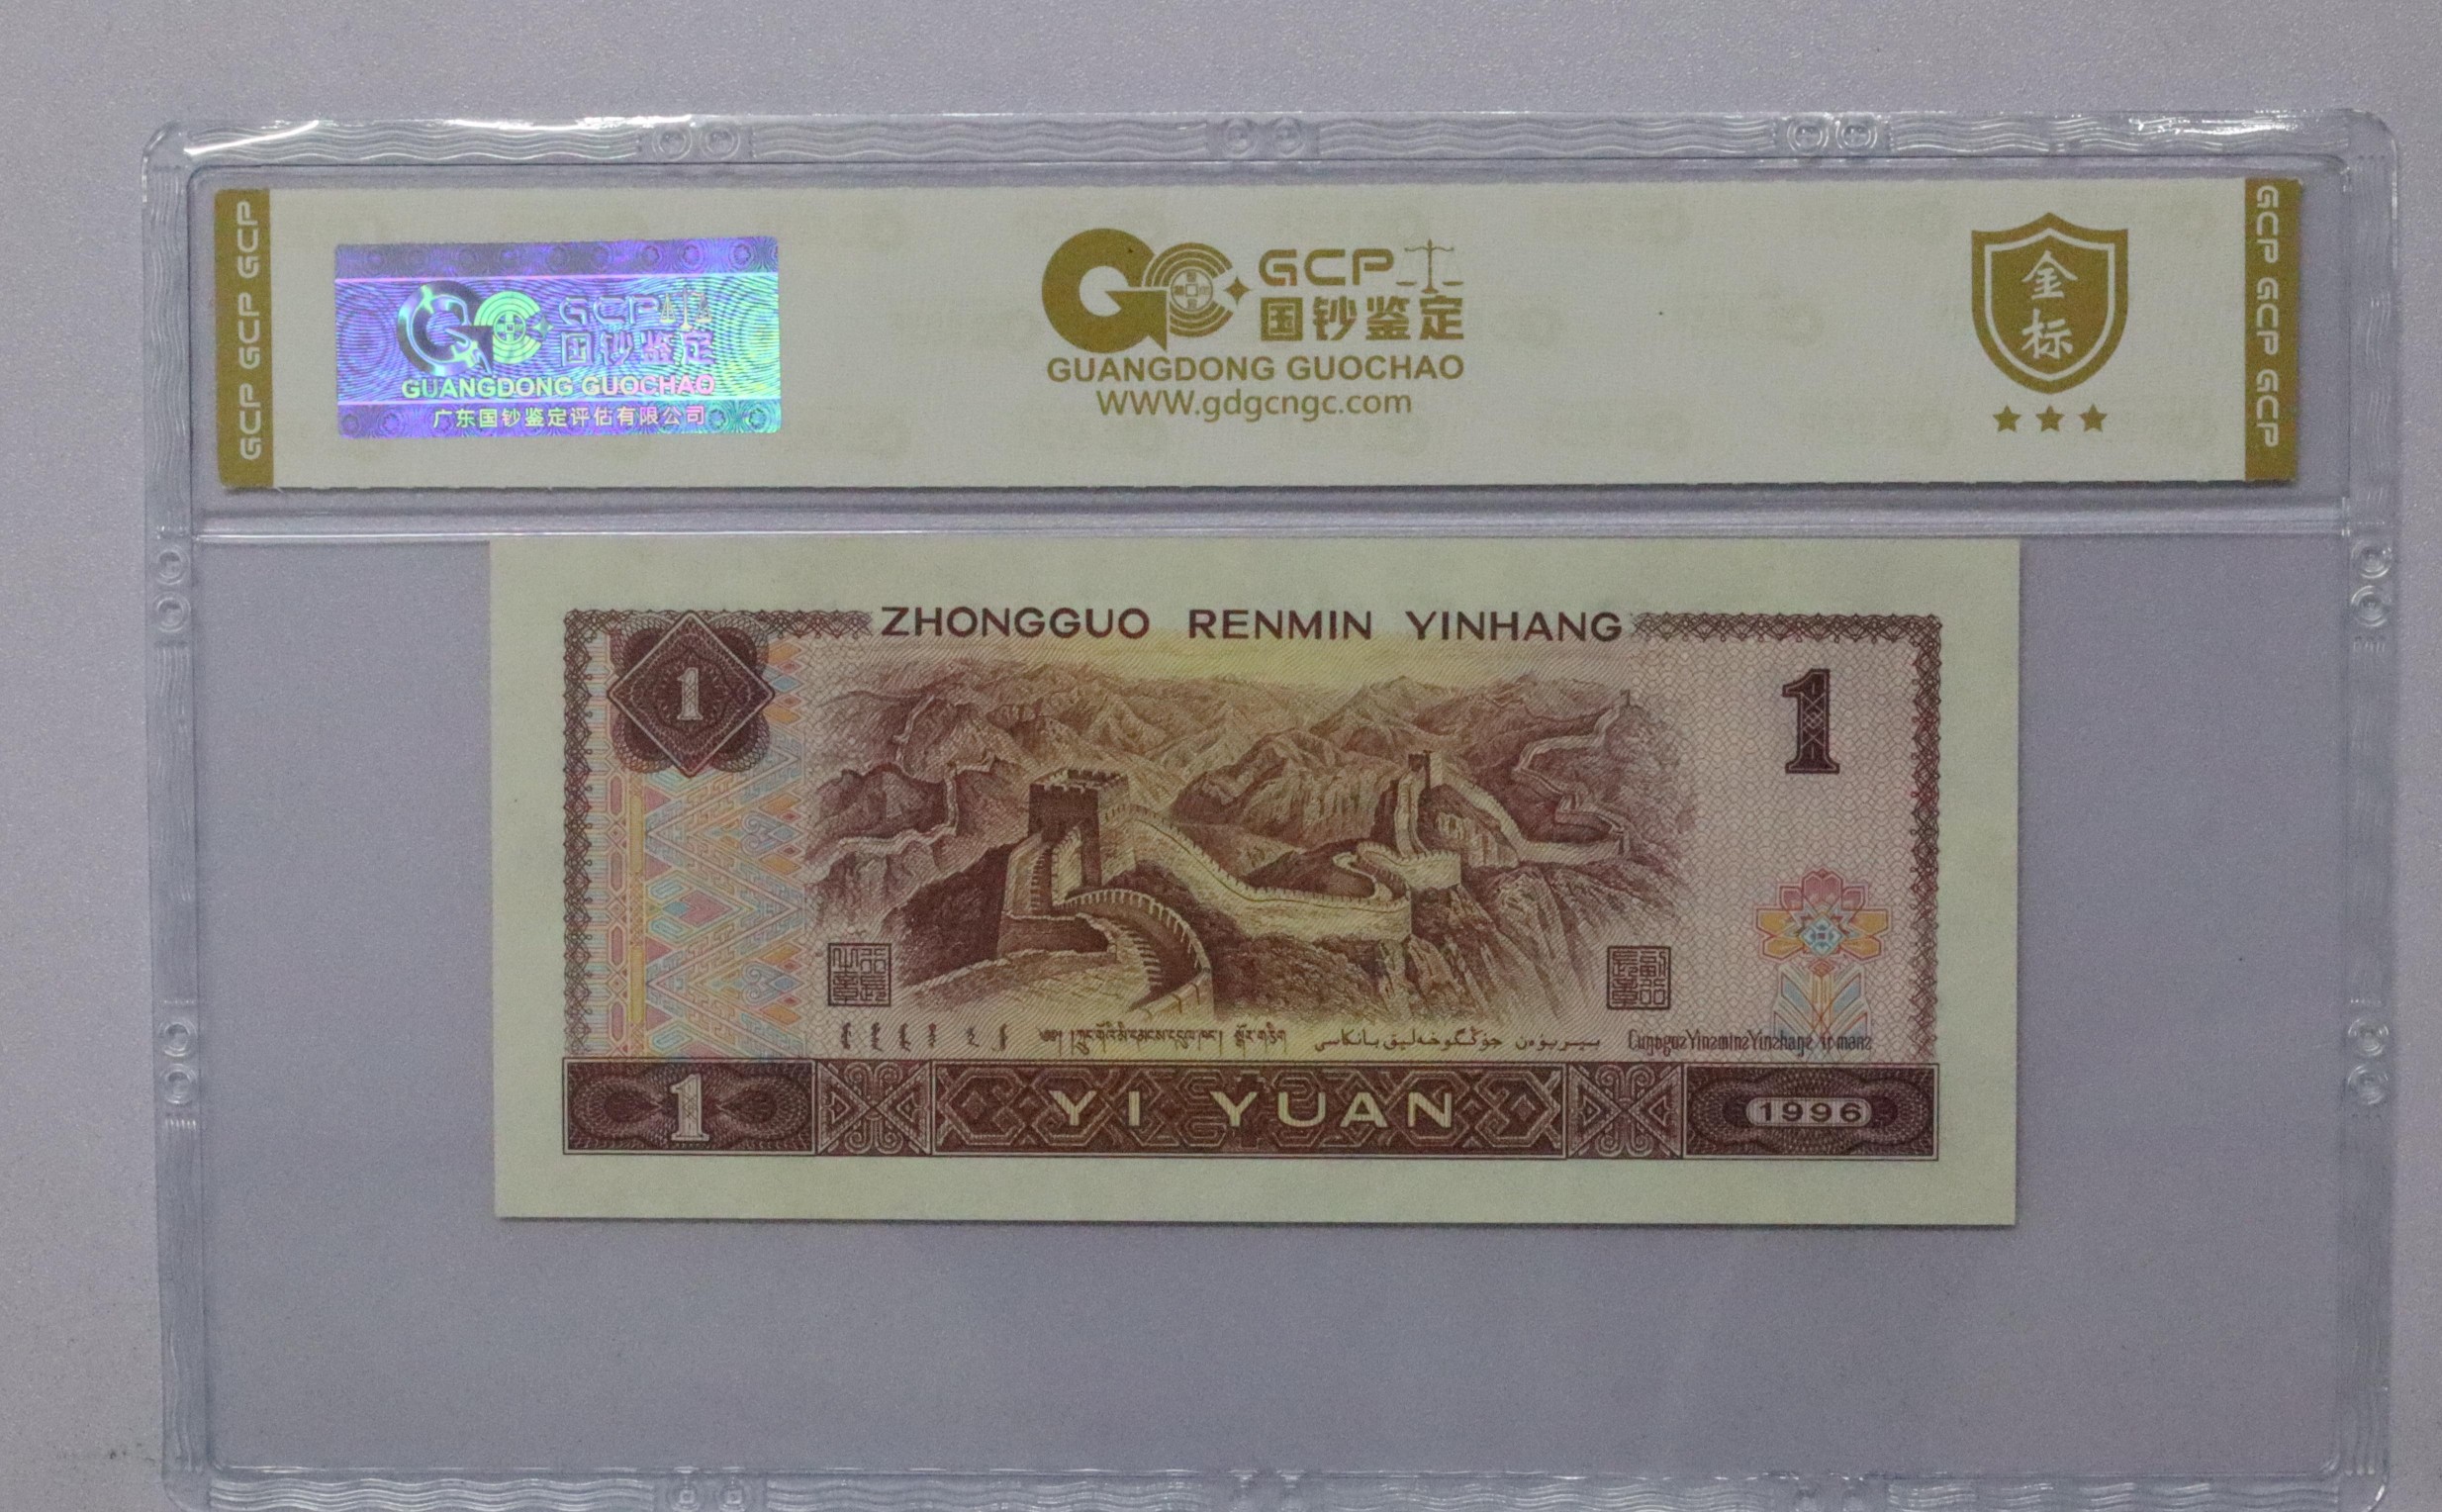 GCP GCP GCP
GCP
国钞鉴定
GUANGDONG GUOCHAO
广东国钞鉴定评估有限公司
GCP
国钞鉴定
GUANGDONG GUOCHAO
WWW.gdgcngc.com
金
标
GCP GCP GCP
ZHONGGUO RENMIN YINHANG
1
1
1
YI YUAN
1996